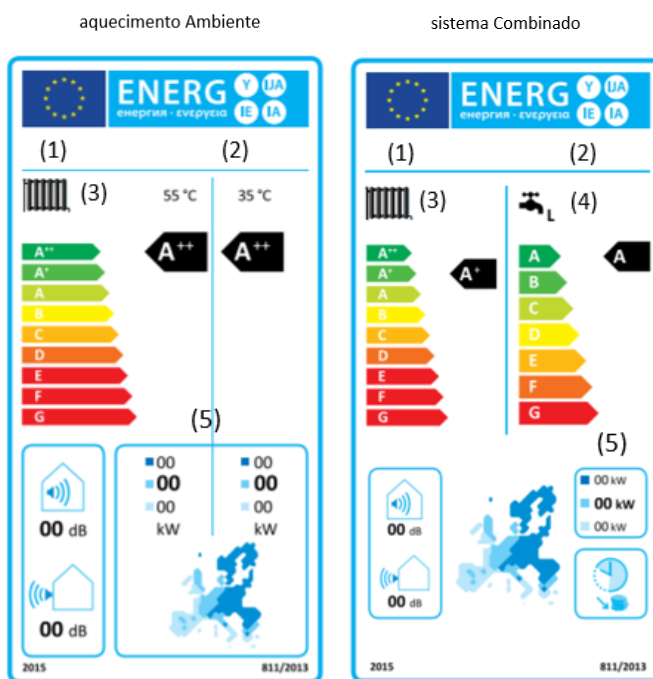 aquecimento Ambiente
ENERG Y IJA
енергия · ενεργεια IE IA
(1) (2)
(3) 55 °C 35 °C
A++ A++ A++
A+
A
B
C
D
E
F
G
(5)
00 00
00 00
00 00
kW kW
00 dB
00 dB
2015 811/2013
sistema Combinado
ENERG Y IJA
енергия · ενεργεια IE IA
(1) (2)
(3) (4)
L
A++
A+ A+
A
B
C
D
E
F
G
A A
B
C
D
E
F
G
(5)
00 kW
00 kW
00 kW
00 dB
00 dB
2015 811/2013